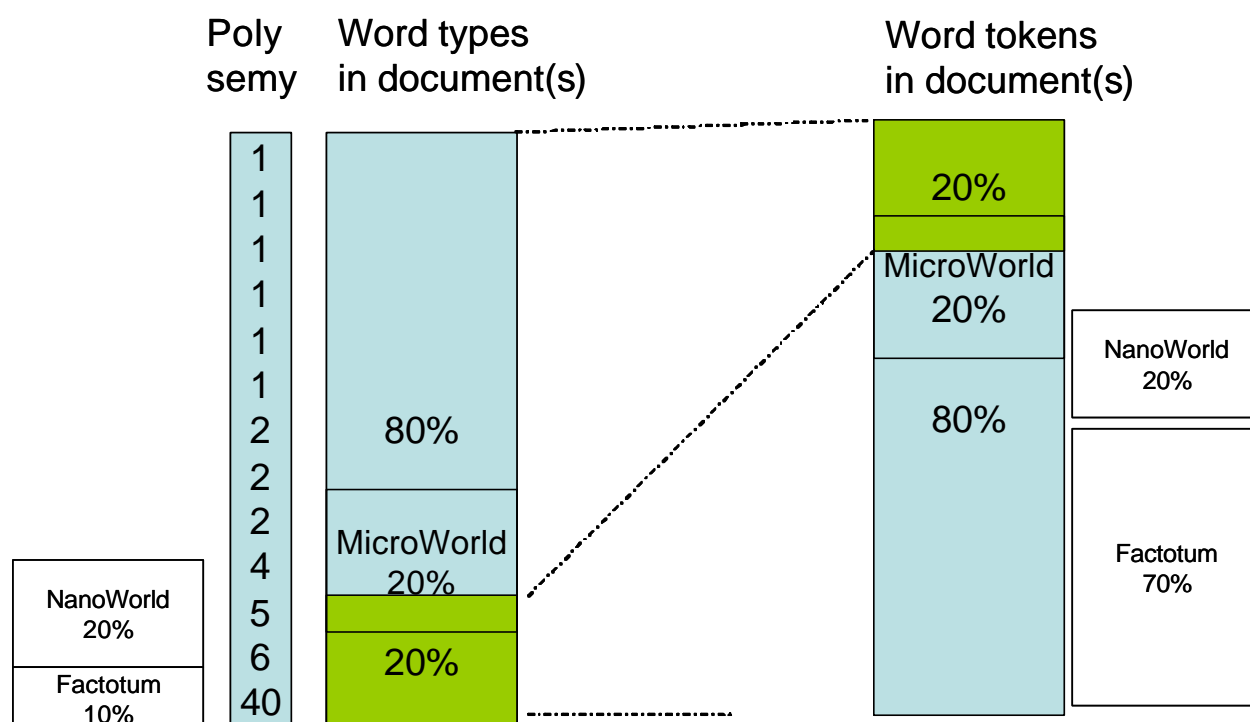 Poly
semy
Word types
in document(s)
Word tokens
in document(s)
1
1
1
1
1
1
2
2
2
4
5
6
40
80%
MicroWorld
20%
20%
NanoWorld
20%
Factotum
10%
20%
MicroWorld
20%
80%
NanoWorld
20%
Factotum
70%